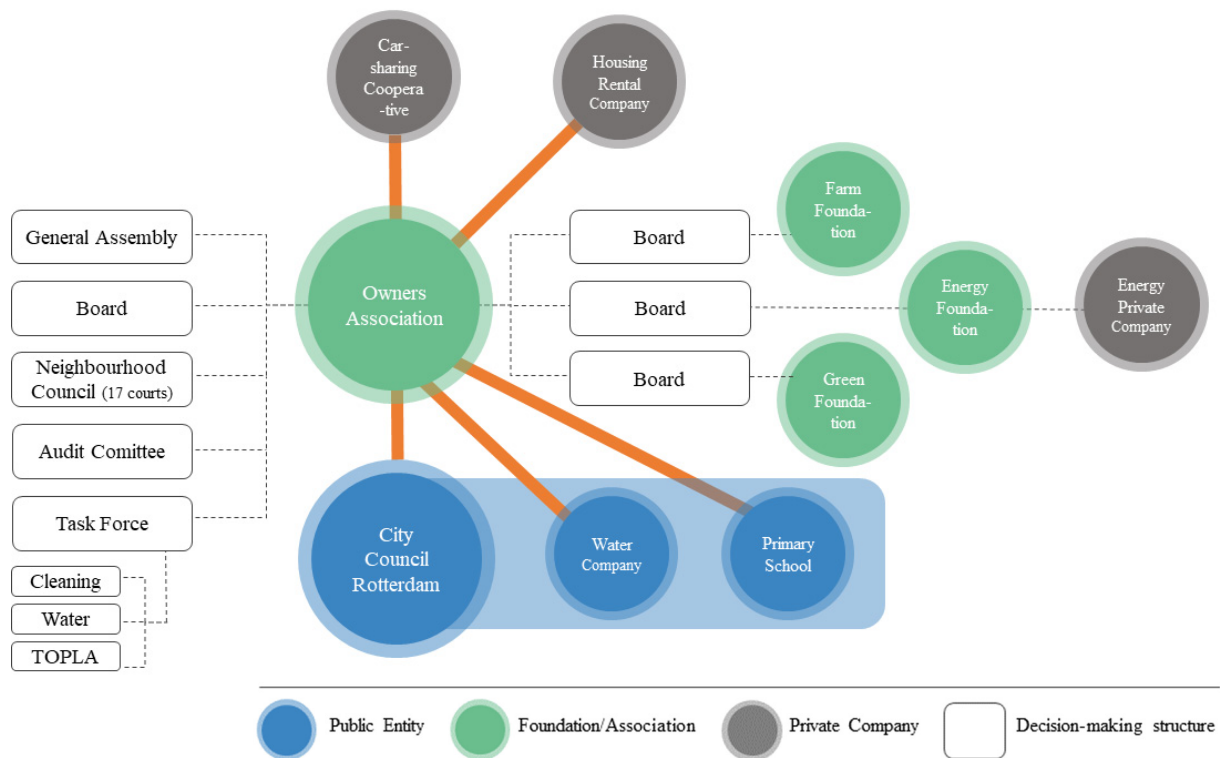 Car-
sharing
Coopera
-tive
Housing
Rental
Company
Farm
Founda-
tion
General Assembly
Board
Owners
Association
Board
Board
Energy
Founda-
tion
Energy
Private
Company
Board
Green
Founda-
tion
Neighbourhood
Council (17 courts)
Audit Comittee
Task Force
Cleaning
Water
TOPLA
City
Council
Rotterdam
Water
Company
Primary
School
Public Entity
Foundation/Association
Private Company
Decision-making structure